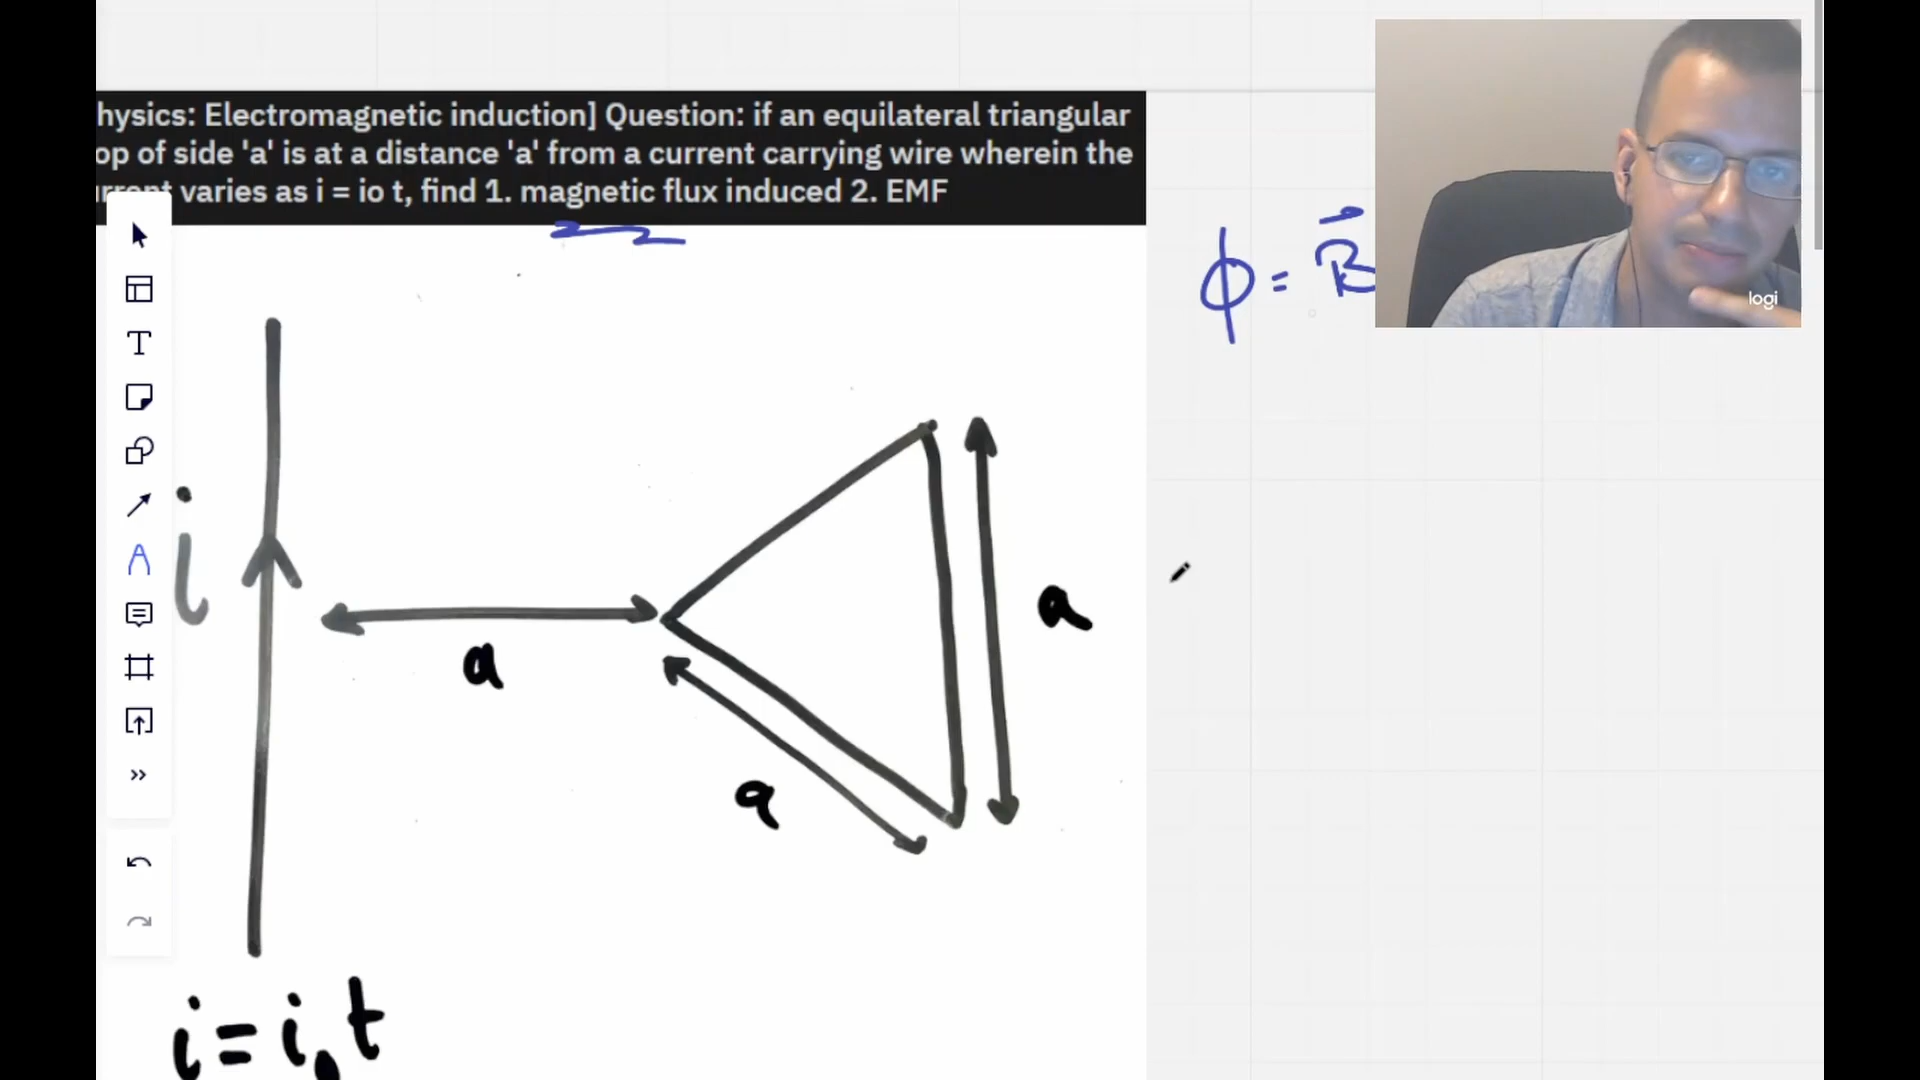 hysics: Electromagnetic induction] Question: if an equilateral triangular
op of side 'a' is at a distance 'a' from a current carrying wire wherein the
urrent varies as i = io t, find 1. magnetic flux induced 2. EMF
ϕ = B
logi
T
i
a
a
a
i = i₀ t